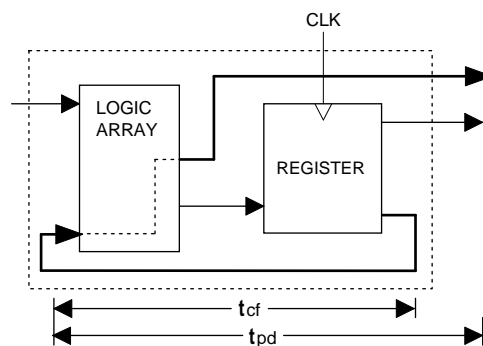 CLK
LOGIC
ARRAY
REGISTER
tcf
tpd